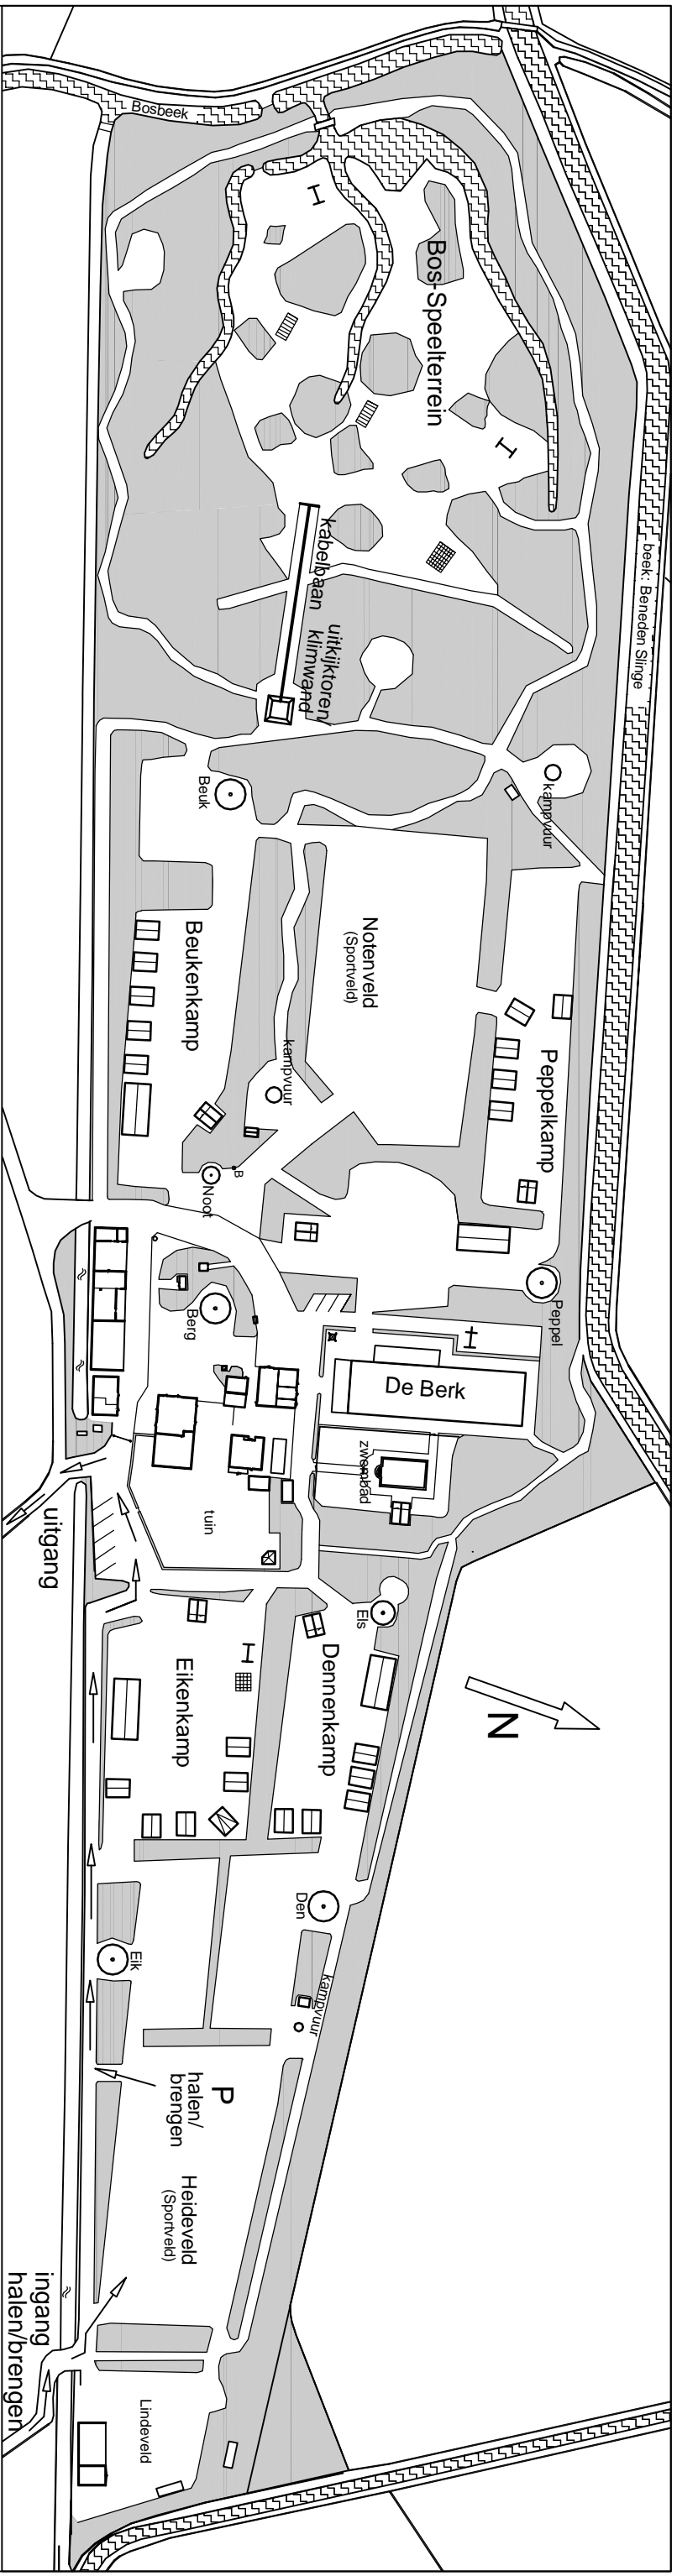 Bosbeek
Bos-Speelterrein
beek: Beneden Slinge
kabelbaan
uitkijktoren/
klimwand
kampvuur
Beuk
Notenveld
(Sportveld)
Beukenkamp
kampvuur
Peppelkamp
B
Noot
Peppel
Berg
De Berk
zwembad
tuin
uitgang
Els
N
Dennenkamp
Eikenkamp
Den
Eik
kampvuur
P
halen/
brengen
Heideveld
(Sportveld)
ingang
halen/brengen
Lindeveld